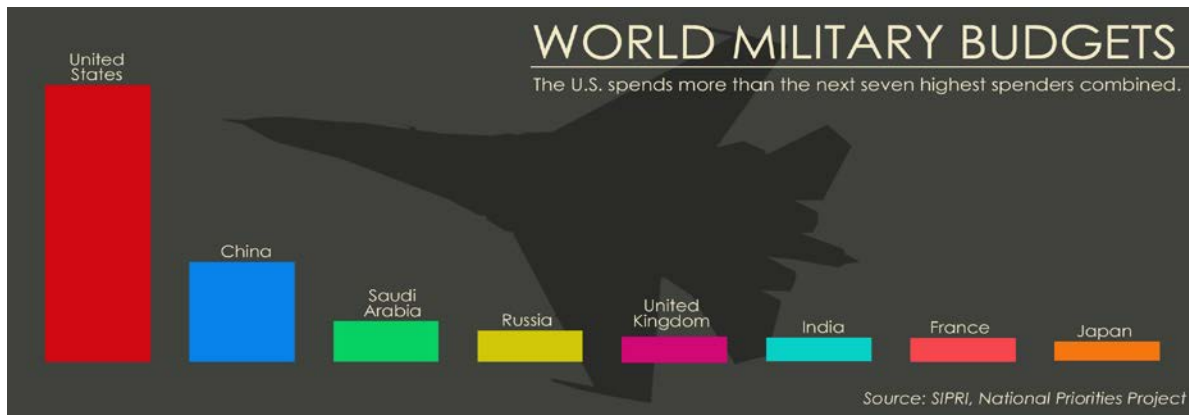 WORLD MILITARY BUDGETS
The U.S. spends more than the next seven highest spenders combined.
United
States
China
Saudi
Arabia
Russia
United
Kingdom
India
France
Japan
Source: SIPRI, National Priorities Project